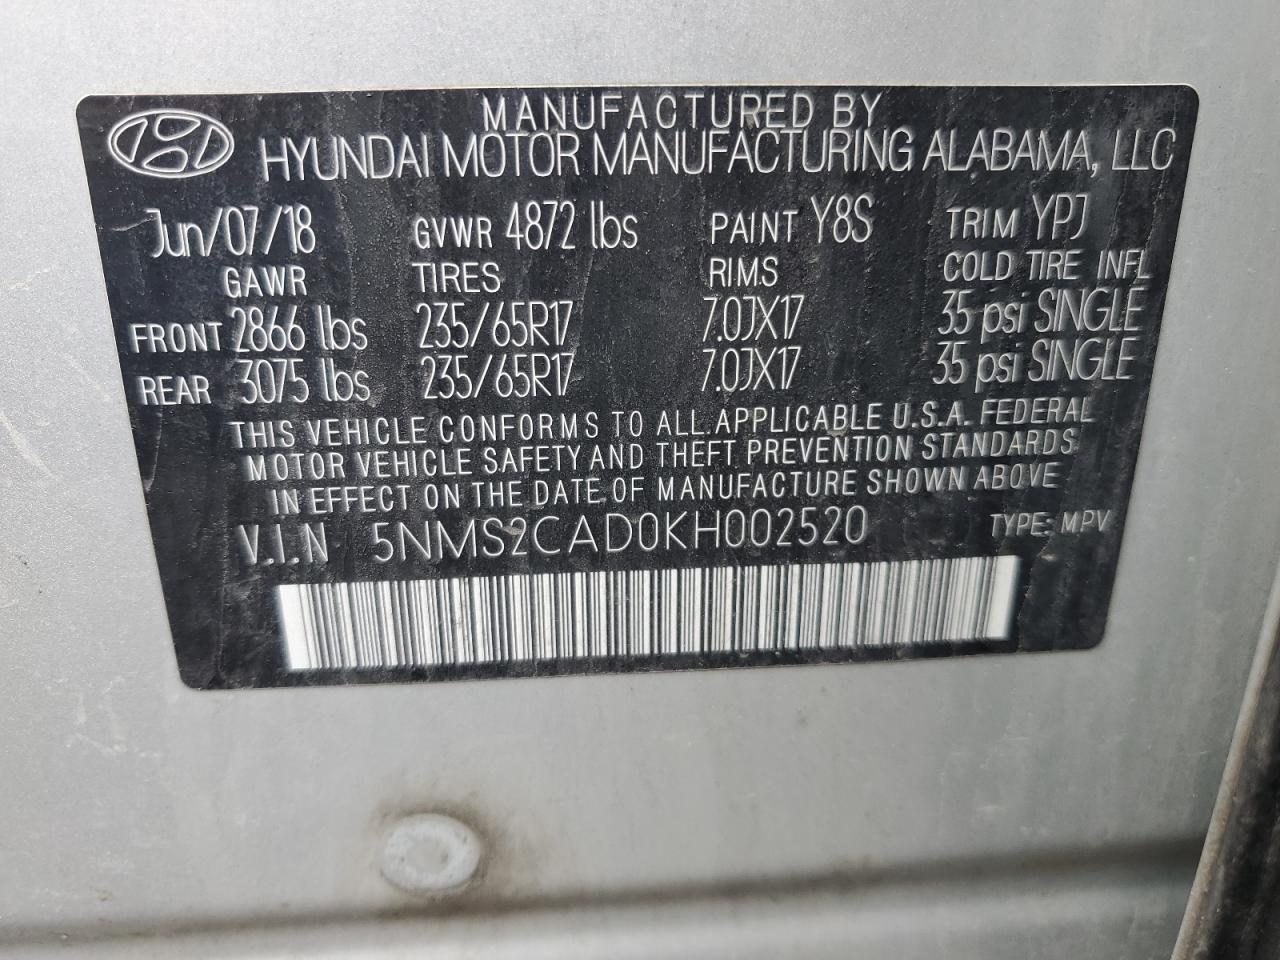 MANUFACTURED BY
HYUNDAI MOTOR MANUFACTURING ALABAMA, LLC
Jun/07/18 GVWR 4872 lbs PAINT Y8S TRIM YPJ
GAWR TIRES RIMS COLD TIRE INFL
FRONT 2866 lbs 235/65R17 7.0JX17 35 psi SINGLE
REAR 3075 lbs 235/65R17 7.0JX17 35 psi SINGLE
THIS VEHICLE CONFORMS TO ALL APPLICABLE U.S.A. FEDERAL
MOTOR VEHICLE SAFETY AND THEFT PREVENTION STANDARDS
IN EFFECT ON THE DATE OF MANUFACTURE SHOWN ABOVE
V.I.N 5NMS2CAD0KH002520 TYPE: MPV